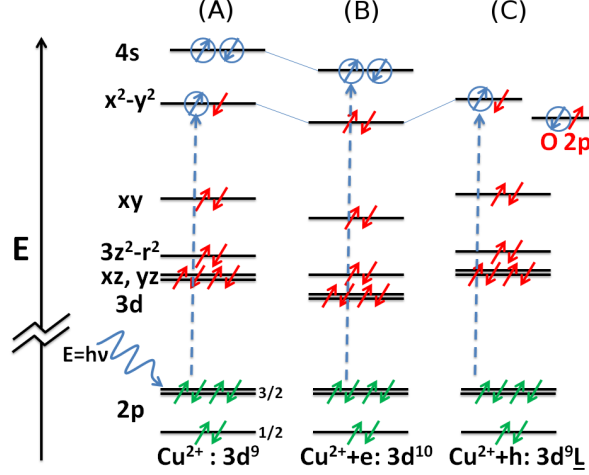 (A) (B) (C)
4s
x²–y²
O 2p
xy
E
3z²-r²
xz, yz
3d
E=hν
3/2
2p
1/2
Cu²⁺ : 3d⁹ Cu²⁺+e: 3d¹⁰ Cu²⁺+h: 3d⁹L